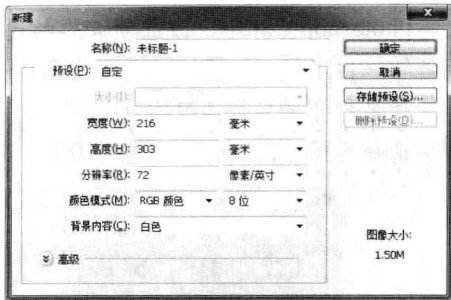 新建
名称(N): 未标题-1
确定
预设(P): 自定
取消
大小(I):
存储预设(S)...
宽度(W): 216 毫米
删除预设(D)...
高度(H): 303 毫米
分辨率(R): 72 像素/英寸
颜色模式(M): RGB 颜色 8 位
背景内容(C): 白色
图像大小:
高级
1.50M